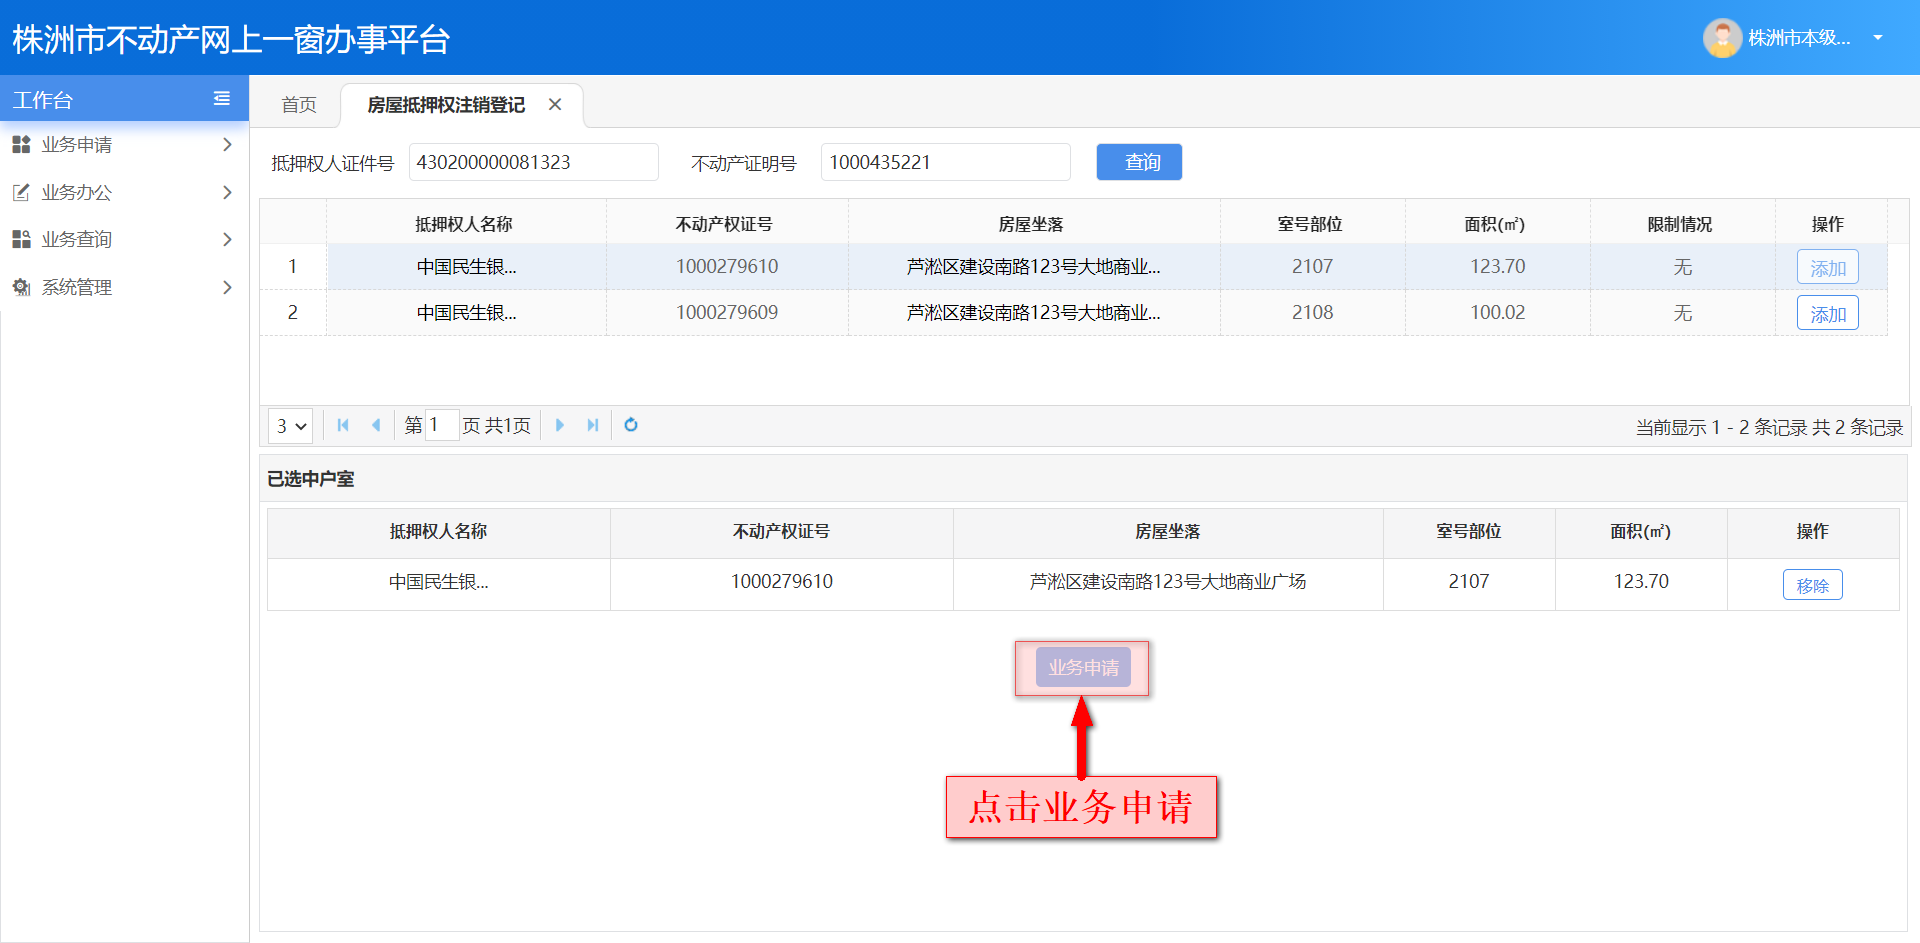 株洲市不动产网上一窗办事平台
株洲市本级...
工作台
首页
房屋抵押权注销登记
业务申请
业务办公
业务查询
系统管理
抵押权人证件号 430200000081323 不动产证明号 1000435221 查询
抵押权人名称 不动产权证号 房屋坐落 室号部位 面积(㎡) 限制情况 操作
1 中国民生银... 1000279610 芦淞区建设南路123号大地商业... 2107 123.70 无 添加
2 中国民生银... 1000279609 芦淞区建设南路123号大地商业... 2108 100.02 无 添加
3 第 1 页 共1页 当前显示 1 - 2 条记录 共 2 条记录
已选中户室
抵押权人名称 不动产权证号 房屋坐落 室号部位 面积(㎡) 操作
中国民生银... 1000279610 芦淞区建设南路123号大地商业广场 2107 123.70 移除
业务申请
点击业务申请